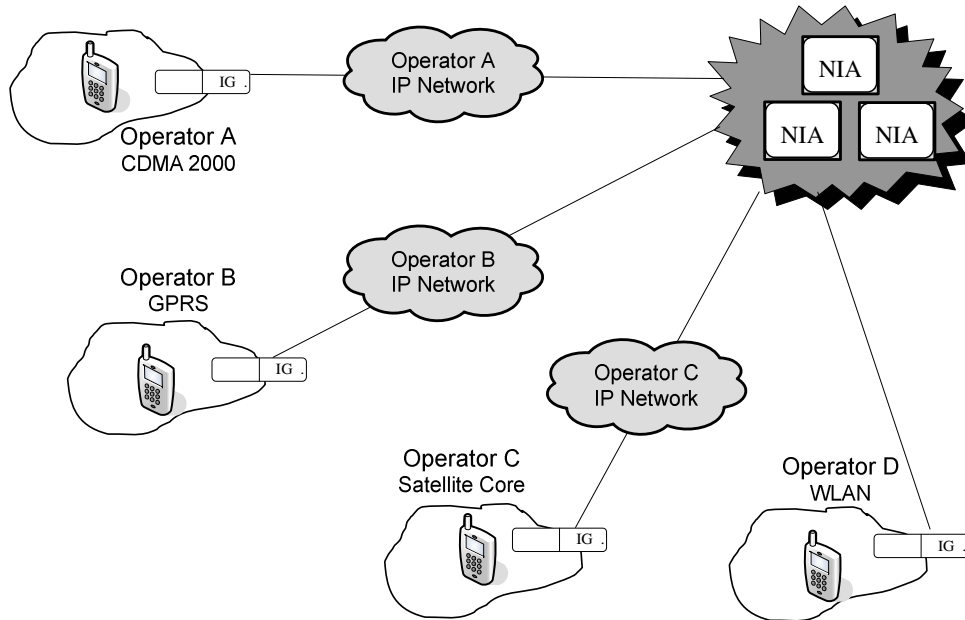 Operator A
IP Network
NIA
NIA
NIA
IG .
Operator A
CDMA 2000
Operator B
IP Network
Operator B
GPRS
IG .
Operator C
IP Network
Operator C
Satellite Core
IG .
Operator D
WLAN
IG .